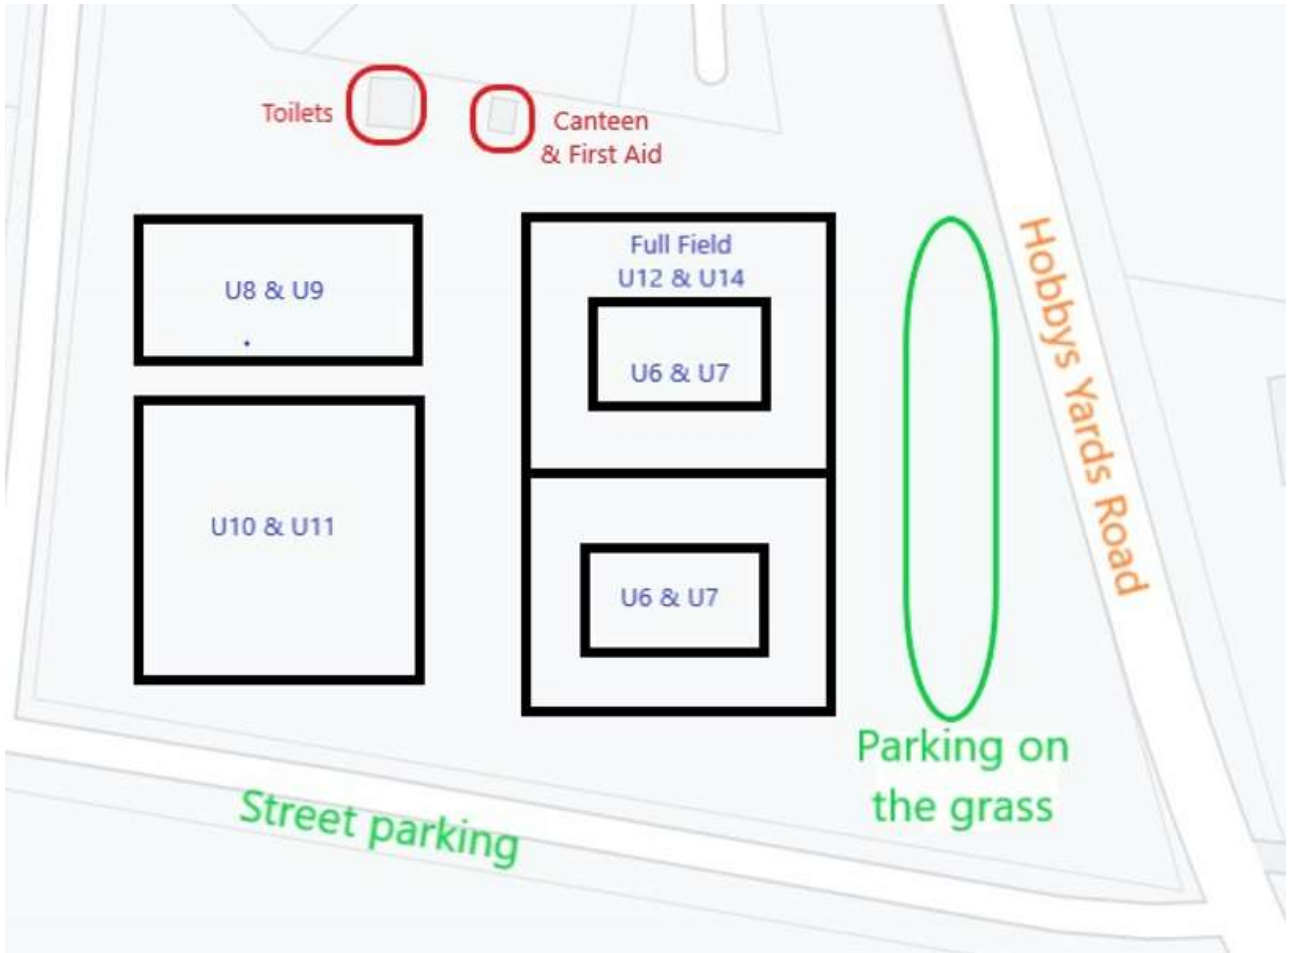 Toilets
Canteen
& First Aid
U8 & U9
Full Field
U12 & U14
U6 & U7
U10 & U11
U6 & U7
Hobbys Yards Road
Parking on
the grass
Street parking